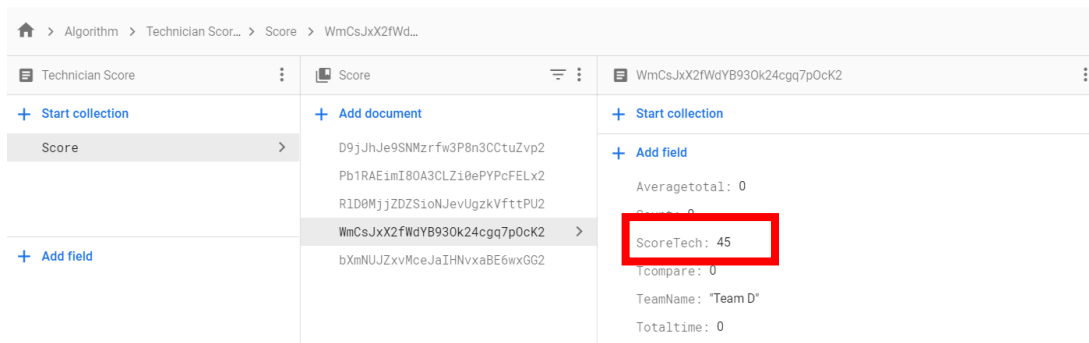 Algorithm > Technician Scor... > Score > WmCsJxX2fWd...
Technician Score
Start collection
Score
Add field
Score
Add document
D9jJhJe9SNMzrfw3P8n3CCtuZvp2
Pb1RAEimI8OA3CLZi0ePYPcFELx2
RlD0MjjZDZSioNJevUgzkVfttPU2
WmCsJxX2fWdYB93Ok24cgq7pOcK2
bXmNUJZxvMceJaIHNvxaBE6wxGG2
WmCsJxX2fWdYB93Ok24cgq7pOcK2
Start collection
Add field
Averagetotal: 0
ScoreTech: 45
Tcompare: 0
TeamName: "Team D"
Totaltime: 0